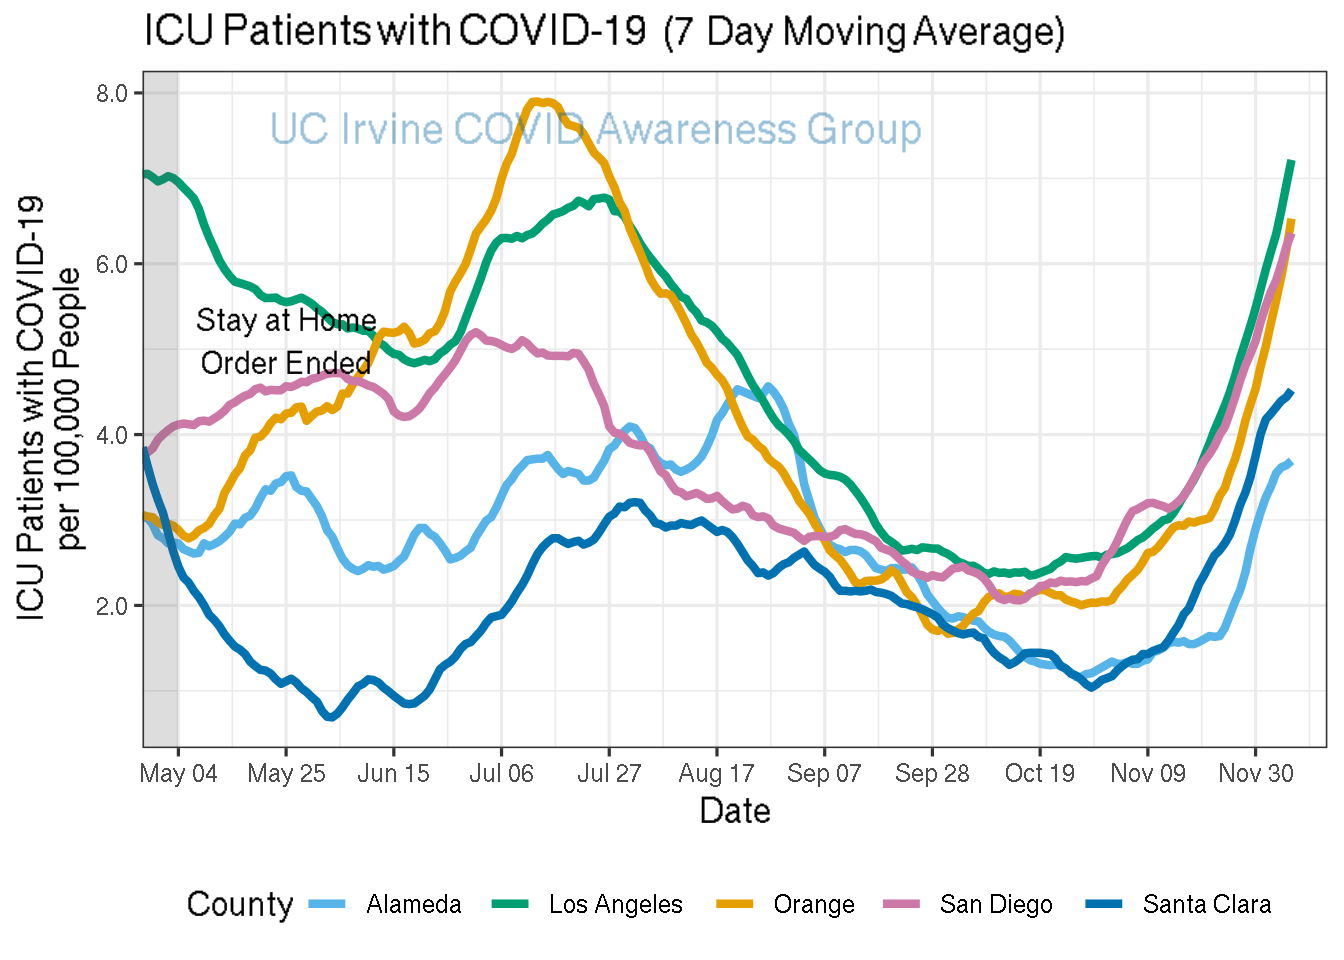 ICU Patients with COVID-19 (7 Day Moving Average)
UC Irvine COVID Awareness Group
Stay at Home
Order Ended
ICU Patients with COVID-19
per 100,000 People
8.0
6.0
4.0
2.0
May 04 May 25 Jun 15 Jul 06 Jul 27 Aug 17 Sep 07 Sep 28 Oct 19 Nov 09 Nov 30
Date
County Alameda Los Angeles Orange San Diego Santa Clara